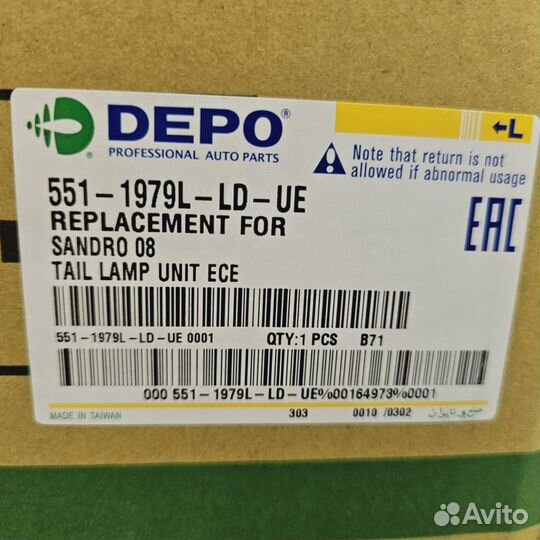 DEPO®
PROFESSIONAL AUTO PARTS
←L
Note that return is not
allowed if abnormal usage
551-1979L-LD-UE
REPLACEMENT FOR
SANDRO 08
TAIL LAMP UNIT ECE
EAC
551-1979L-LD-UE 0001 QTY:1 PCS B71
000 551-1979L-LD-UE%00164973%0001
MADE IN TAIWAN 303 0010 /0302
Avito